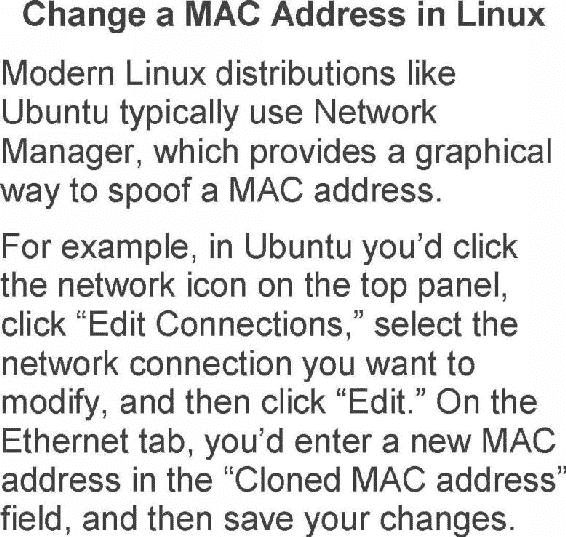 Change a MAC Address in Linux
Modern Linux distributions like
Ubuntu typically use Network
Manager, which provides a graphical
way to spoof a MAC address.
For example, in Ubuntu you’d click
the network icon on the top panel,
click “Edit Connections,” select the
network connection you want to
modify, and then click “Edit.” On the
Ethernet tab, you’d enter a new MAC
address in the “Cloned MAC address”
field, and then save your changes.